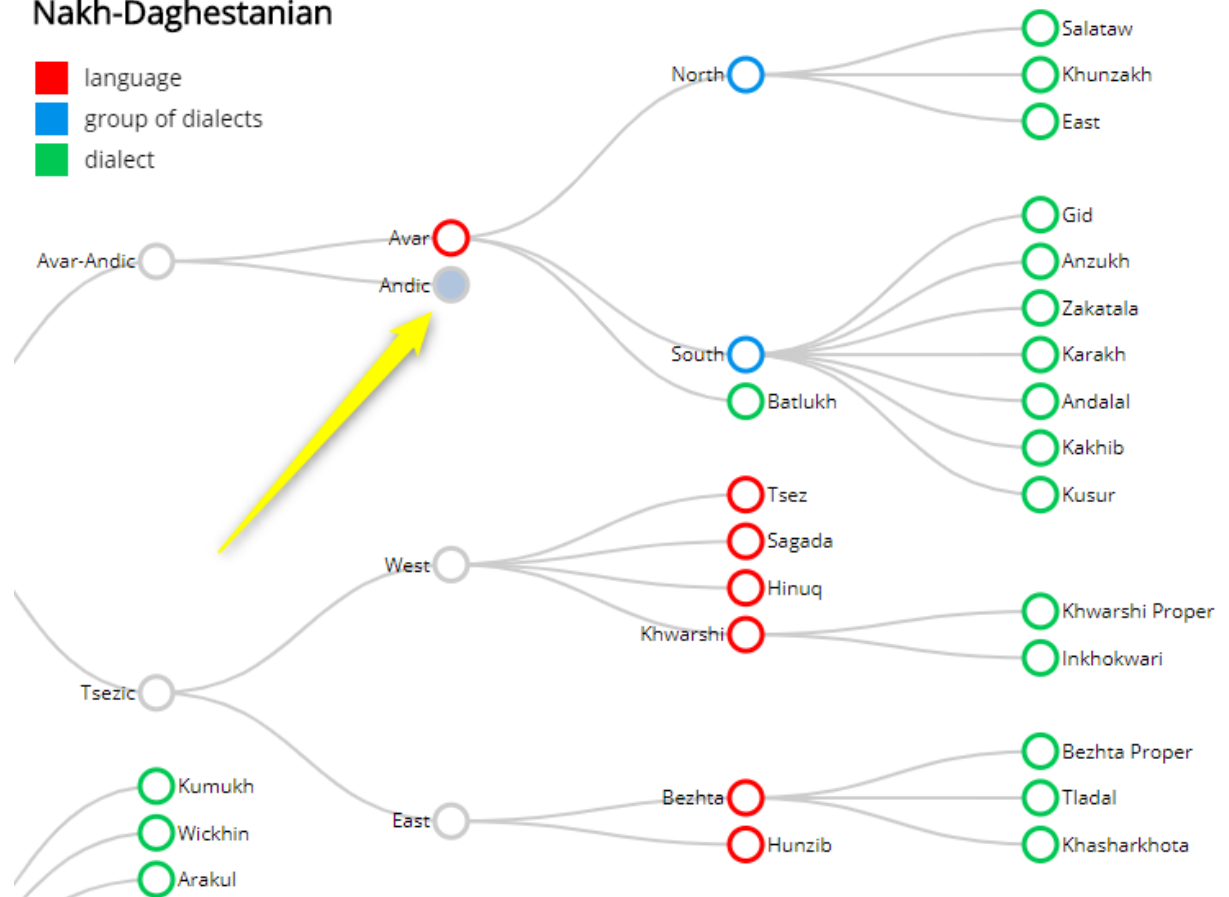 Nakh-Daghestanian
language
group of dialects
dialect
Avar-Andic
Avar
Andic
North
Salataw
Khunzakh
East
South
Batlukh
Gid
Anzukh
Zakatala
Karakh
Andalal
Kakhib
Kusur
Tsezic
West
Tsez
Sagada
Hinuq
Khwarshi
Khwarshi Proper
Inkhokwari
East
Bezhta
Hunzib
Bezhta Proper
Tladal
Khasharkhota
Kumukh
Wickhin
Arakul